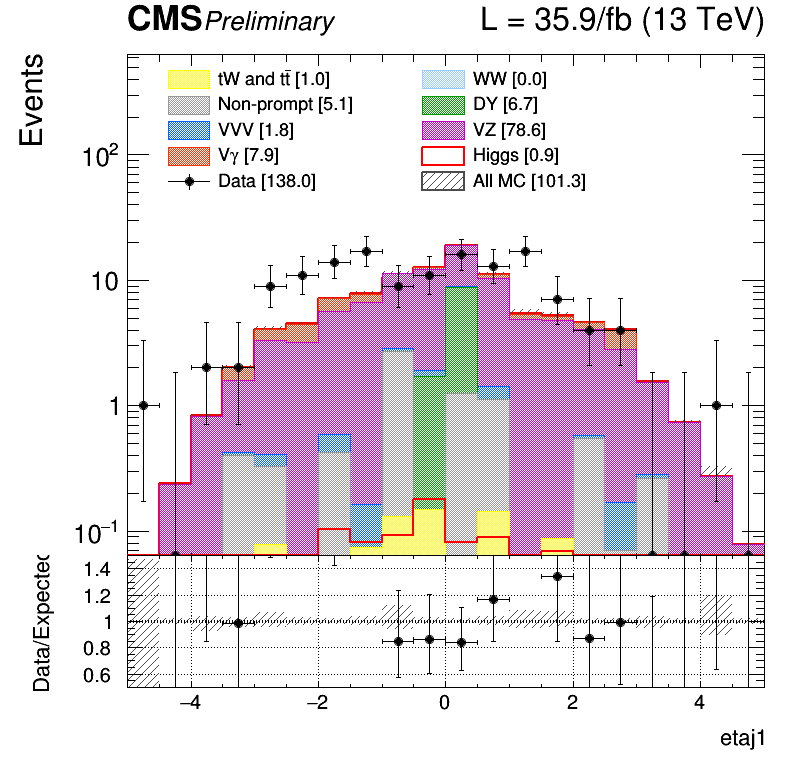 CMS Preliminary L = 35.9/fb (13 TeV)
Events
tW and tt̄ [1.0] WW [0.0]
Non-prompt [5.1] DY [6.7]
VVV [1.8] VZ [78.6]
Vγ [7.9] Higgs [0.9]
Data [138.0] All MC [101.3]
10²
10
1
10⁻¹
Data/Expected
1.4
1.2
1
0.8
0.6
−4 −2 0 2 4
etaj1